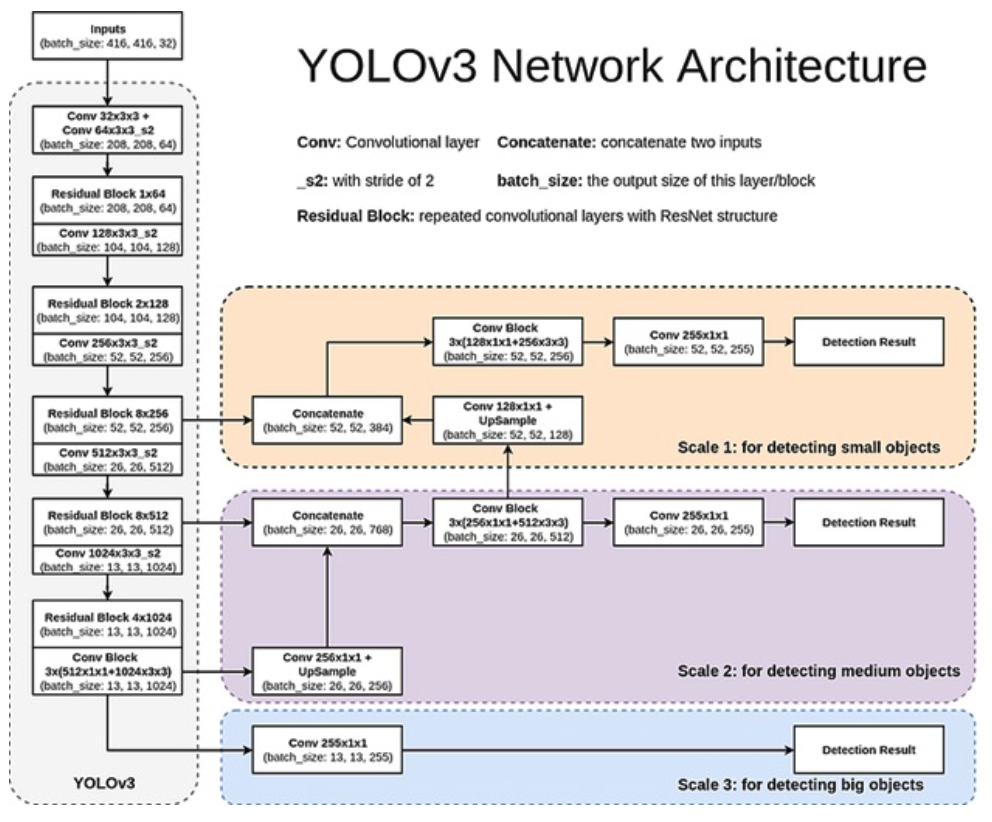 Inputs
(batch_size: 416, 416, 32)
YOLOv3 Network Architecture
Conv: Convolutional layer Concatenate: concatenate two inputs
_s2: with stride of 2 batch_size: the output size of this layer/block
Residual Block: repeated convolutional layers with ResNet structure
Conv 32x3x3 +
Conv 64x3x3_s2
(batch_size: 208, 208, 64)
Residual Block 1x64
(batch_size: 208, 208, 64)
Conv 128x3x3_s2
(batch_size: 104, 104, 128)
Residual Block 2x128
(batch_size: 104, 104, 128)
Conv 256x3x3_s2
(batch_size: 52, 52, 256)
Residual Block 8x256
(batch_size: 52, 52, 256)
Conv 512x3x3_s2
(batch_size: 26, 26, 512)
Residual Block 8x512
(batch_size: 26, 26, 512)
Conv 1024x3x3_s2
(batch_size: 13, 13, 1024)
Residual Block 4x1024
(batch_size: 13, 13, 1024)
Conv Block
3x(512x1x1+1024x3x3)
(batch_size: 13, 13, 1024)
YOLOv3
Conv Block
3x(128x1x1+256x3x3)
(batch_size: 52, 52, 256)
Conv 255x1x1
(batch_size: 52, 52, 255)
Detection Result
Concatenate
(batch_size: 52, 52, 384)
Conv 128x1x1 +
UpSample
(batch_size: 52, 52, 128)
Scale 1: for detecting small objects
Concatenate
(batch_size: 26, 26, 768)
Conv Block
3x(256x1x1+512x3x3)
(batch_size: 26, 26, 512)
Conv 255x1x1
(batch_size: 26, 26, 255)
Detection Result
Conv 256x1x1 +
UpSample
(batch_size: 26, 26, 256)
Scale 2: for detecting medium objects
Conv 255x1x1
(batch_size: 13, 13, 255)
Detection Result
Scale 3: for detecting big objects